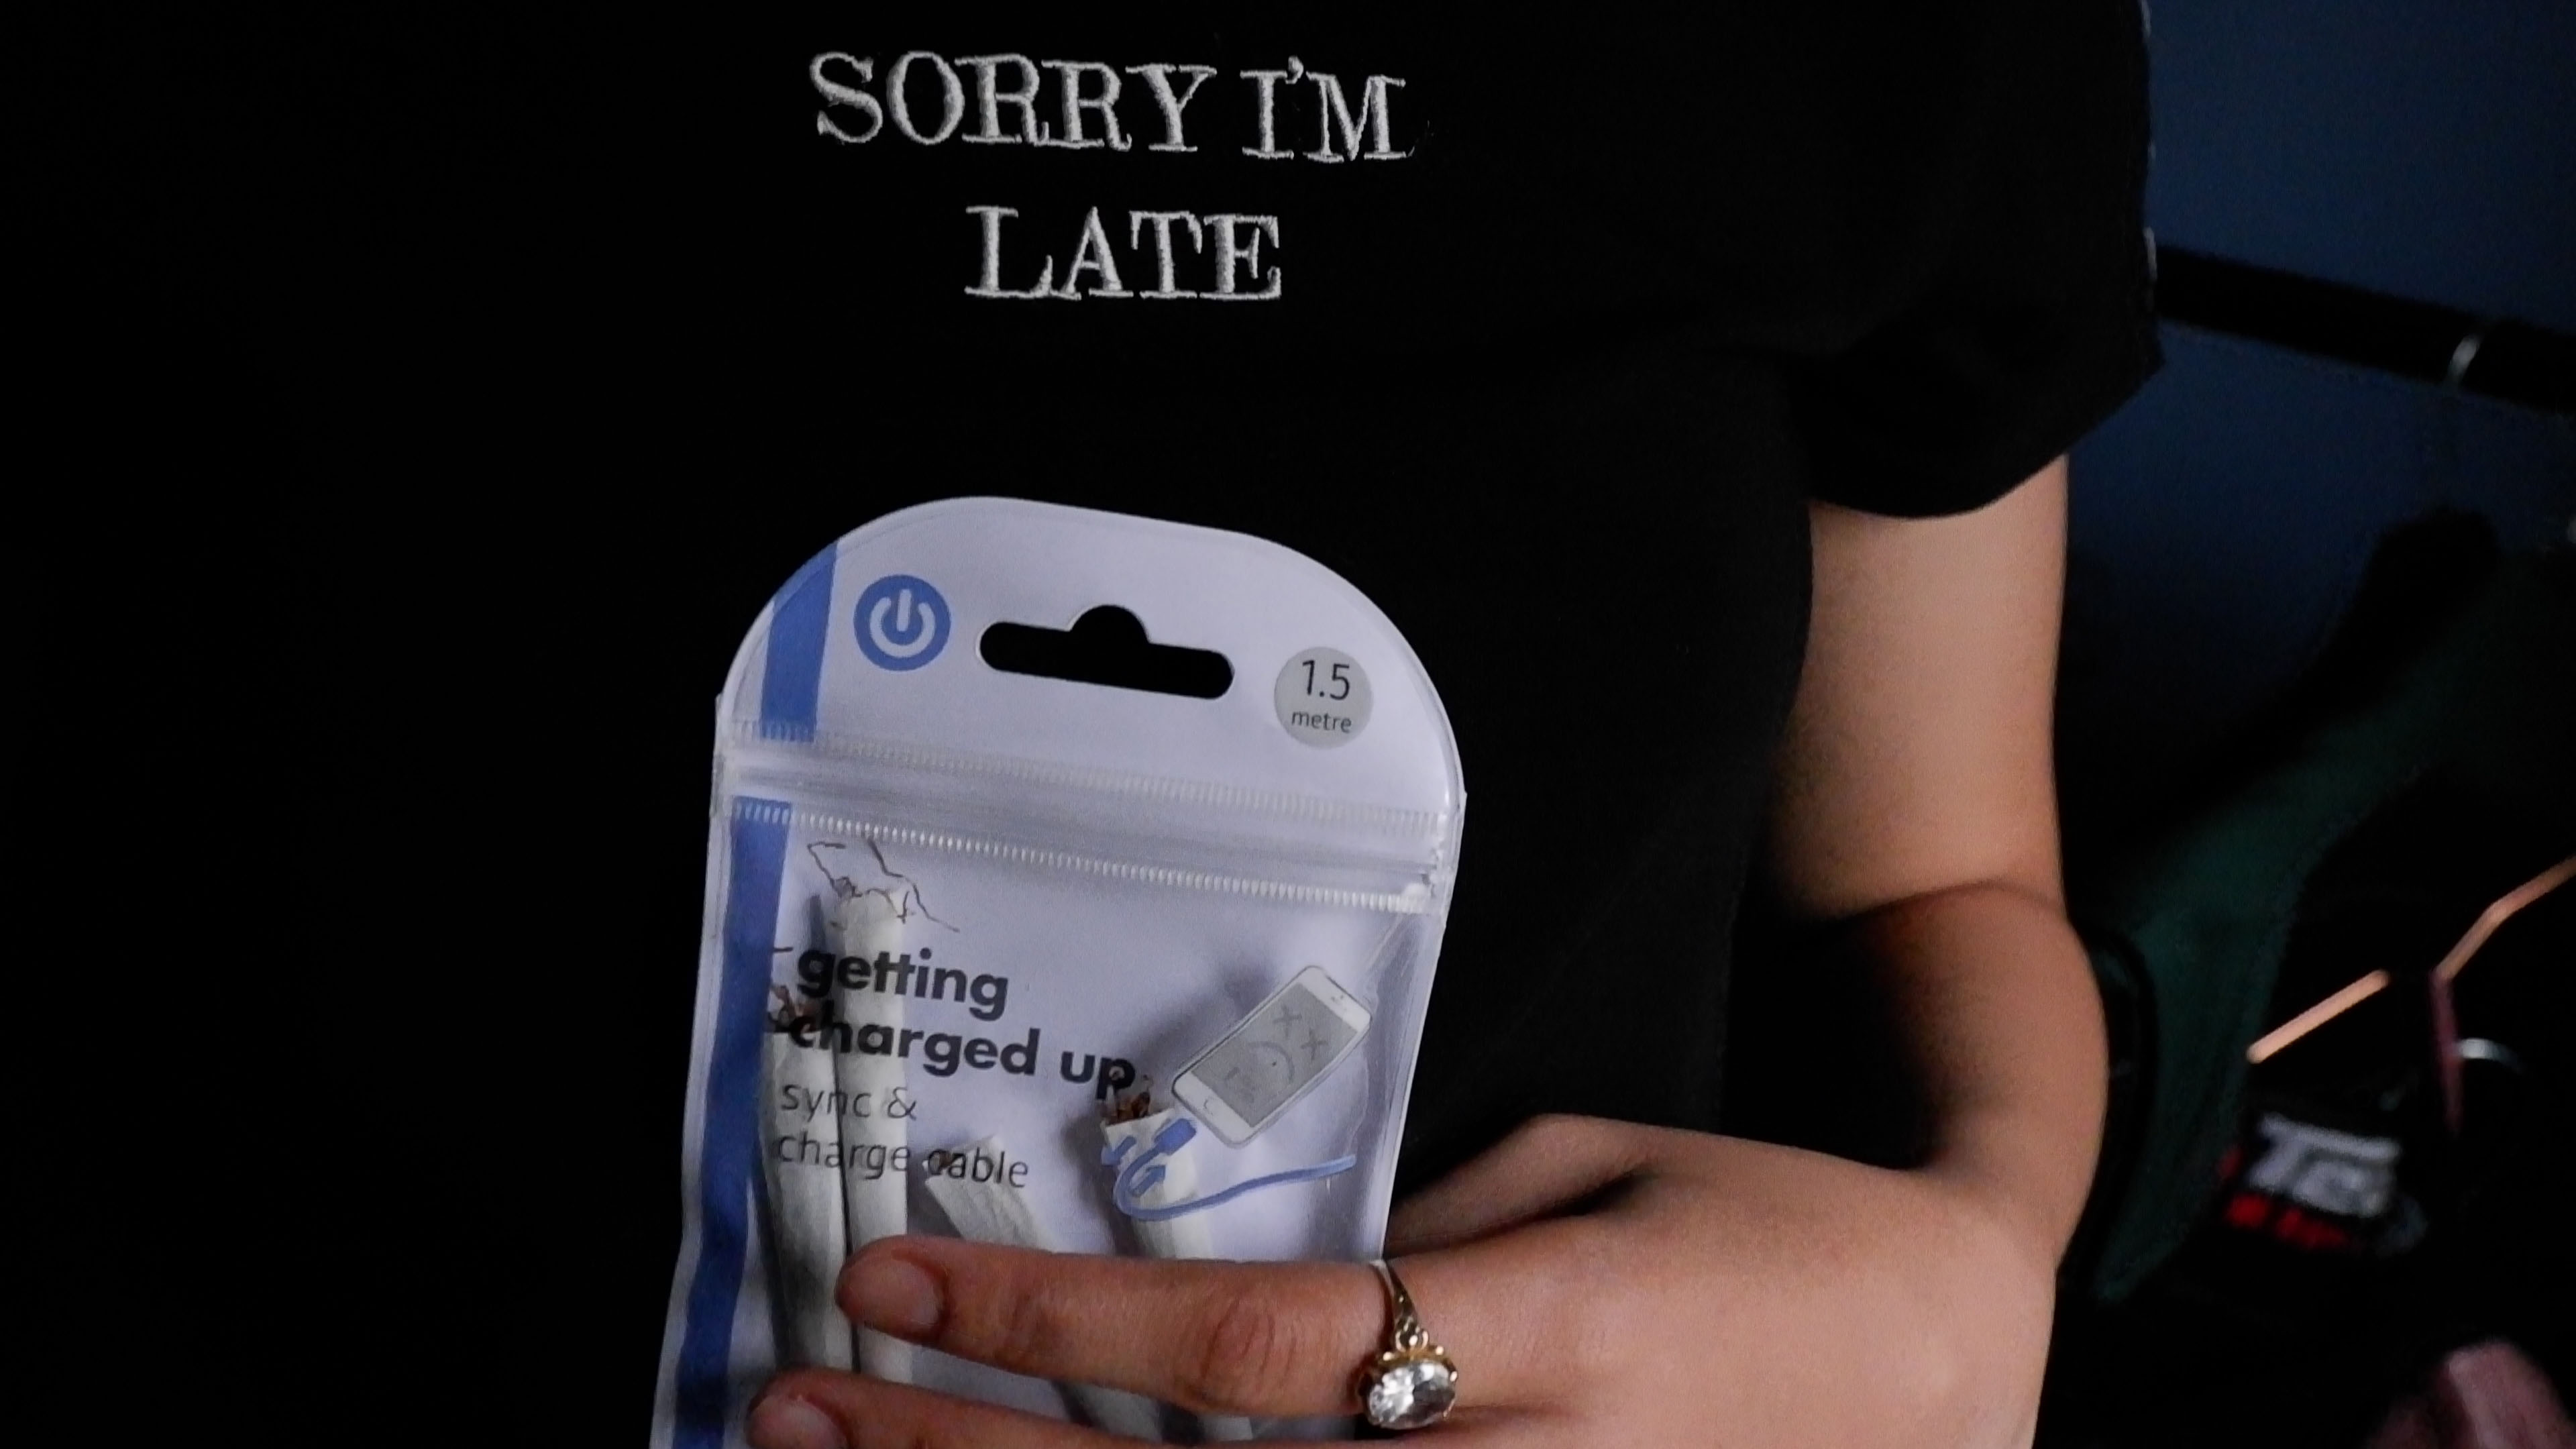 SORRY I'M
LATE
1.5
metre
getting
charged up
sync &
charge cable